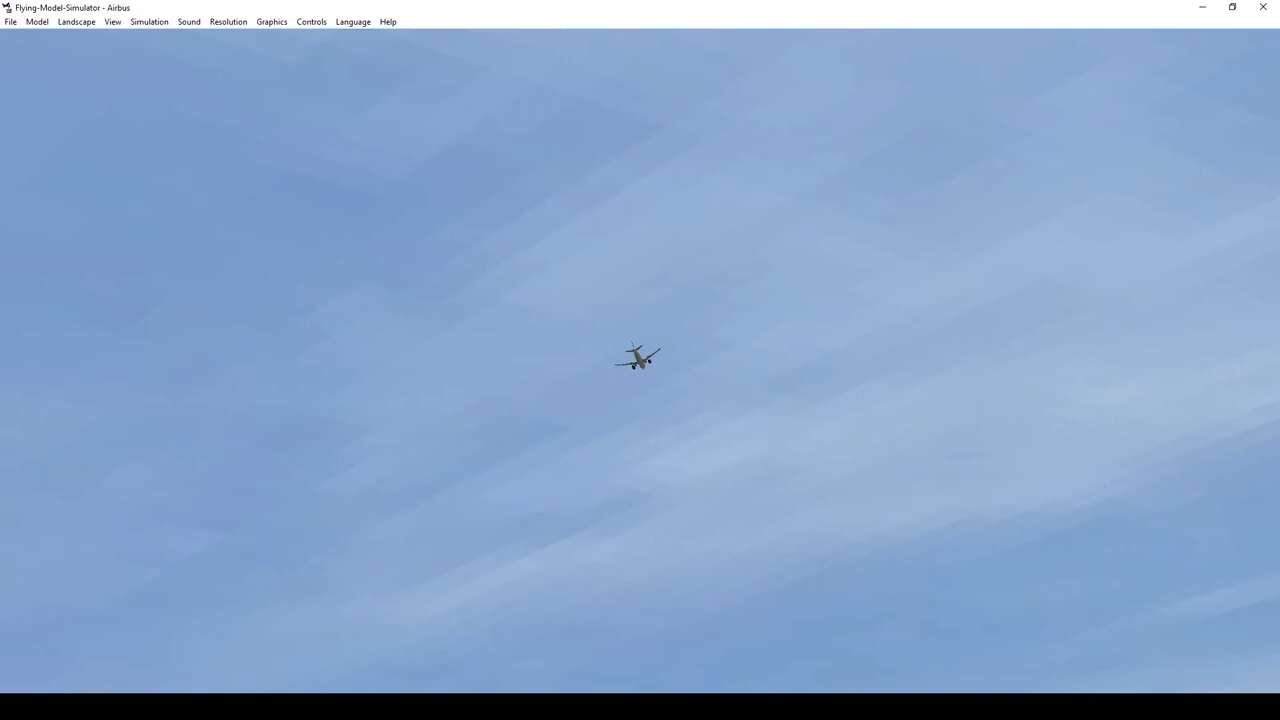 Flying-Model-Simulator - Airbus
File Model Landscape View Simulation Sound Resolution Graphics Controls Language Help